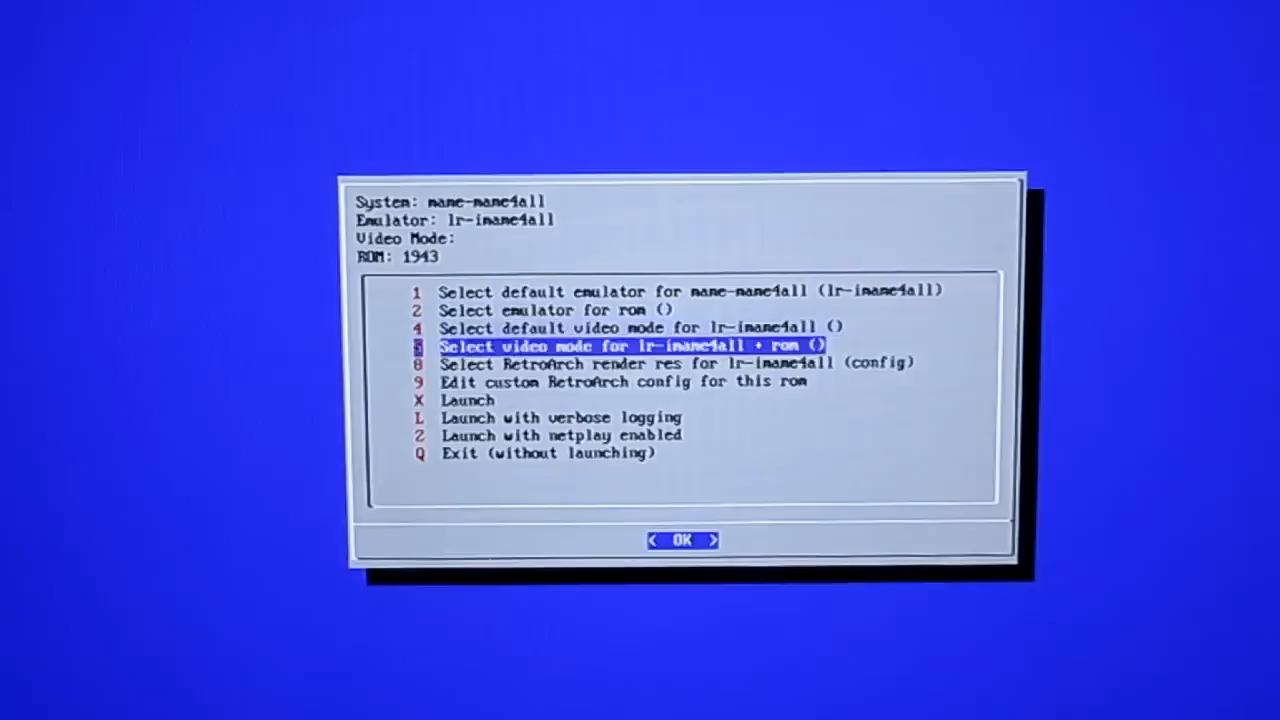 System: mame-mame4all
Emulator: lr-imame4all
Video Mode:
ROM: 1943
1 Select default emulator for mame-mame4all (lr-imame4all)
2 Select emulator for rom ()
4 Select default video mode for lr-imame4all ()
5 Select video mode for lr-imame4all + rom ()
8 Select RetroArch render res for lr-imame4all (config)
9 Edit custom RetroArch config for this rom
X Launch
L Launch with verbose logging
Z Launch with netplay enabled
Q Exit (without launching)
< OK >